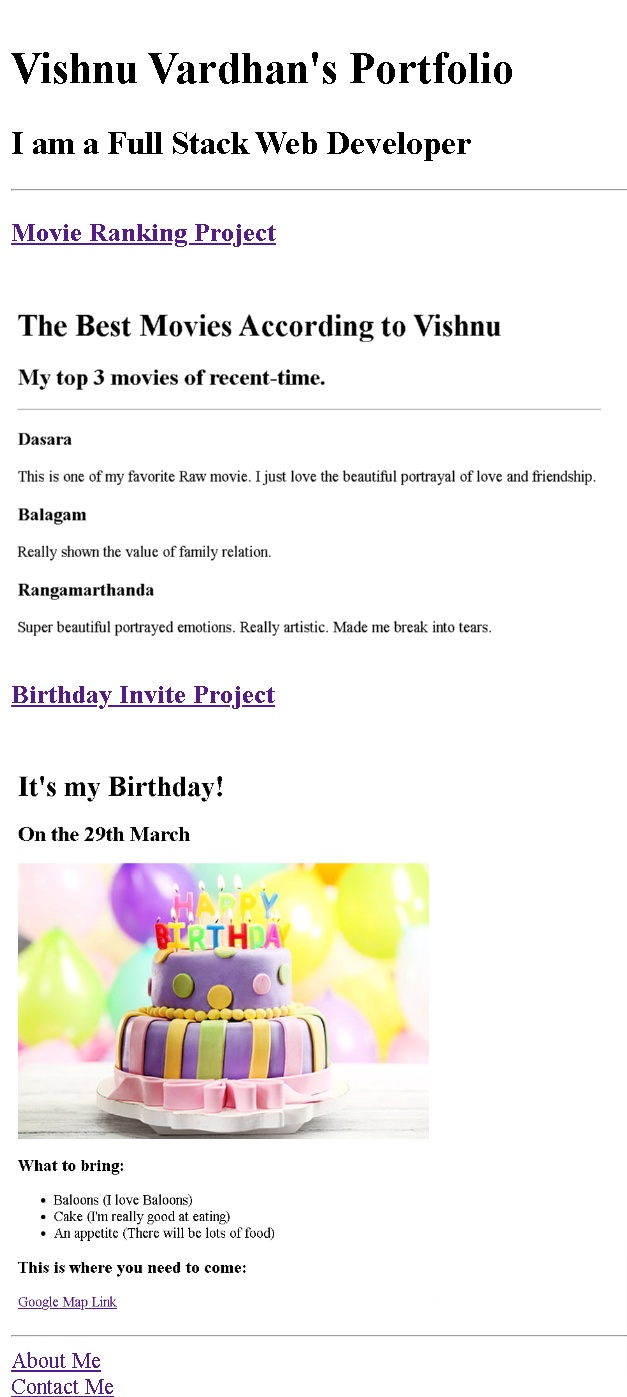 Vishnu Vardhan's Portfolio
I am a Full Stack Web Developer
Movie Ranking Project
The Best Movies According to Vishnu
My top 3 movies of recent-time.
Dasara
This is one of my favorite Raw movie. I just love the beautiful portrayal of love and friendship.
Balagam
Really shown the value of family relation.
Rangamarthanda
Super beautiful portrayed emotions. Really artistic. Made me break into tears.
Birthday Invite Project
It's my Birthday!
On the 29th March
HAPPY
BIRTHDAY
What to bring:
• Baloons (I love Baloons)
• Cake (I'm really good at eating)
• An appetite (There will be lots of food)
This is where you need to come:
Google Map Link
About Me
Contact Me